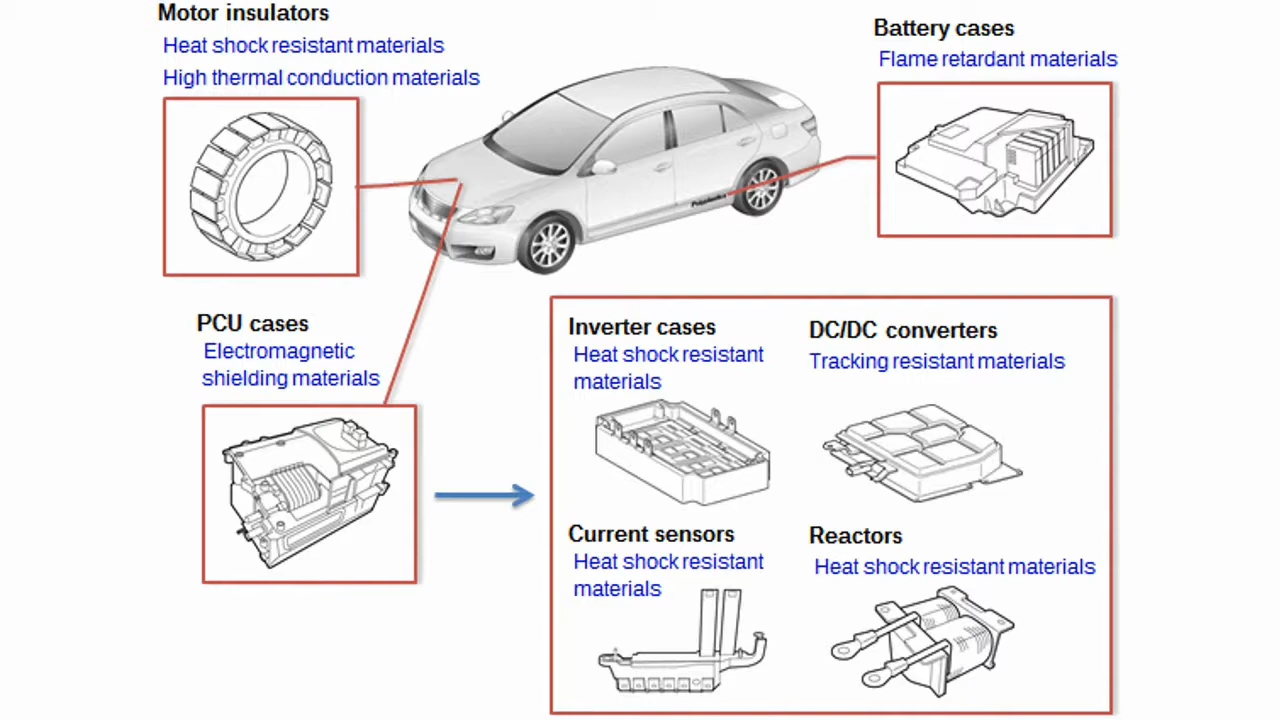 Motor insulators
Heat shock resistant materials
High thermal conduction materials
Battery cases
Flame retardant materials
Polyplastics
PCU cases
Electromagnetic
shielding materials
Inverter cases
Heat shock resistant
materials
DC/DC converters
Tracking resistant materials
Current sensors
Heat shock resistant
materials
Reactors
Heat shock resistant materials